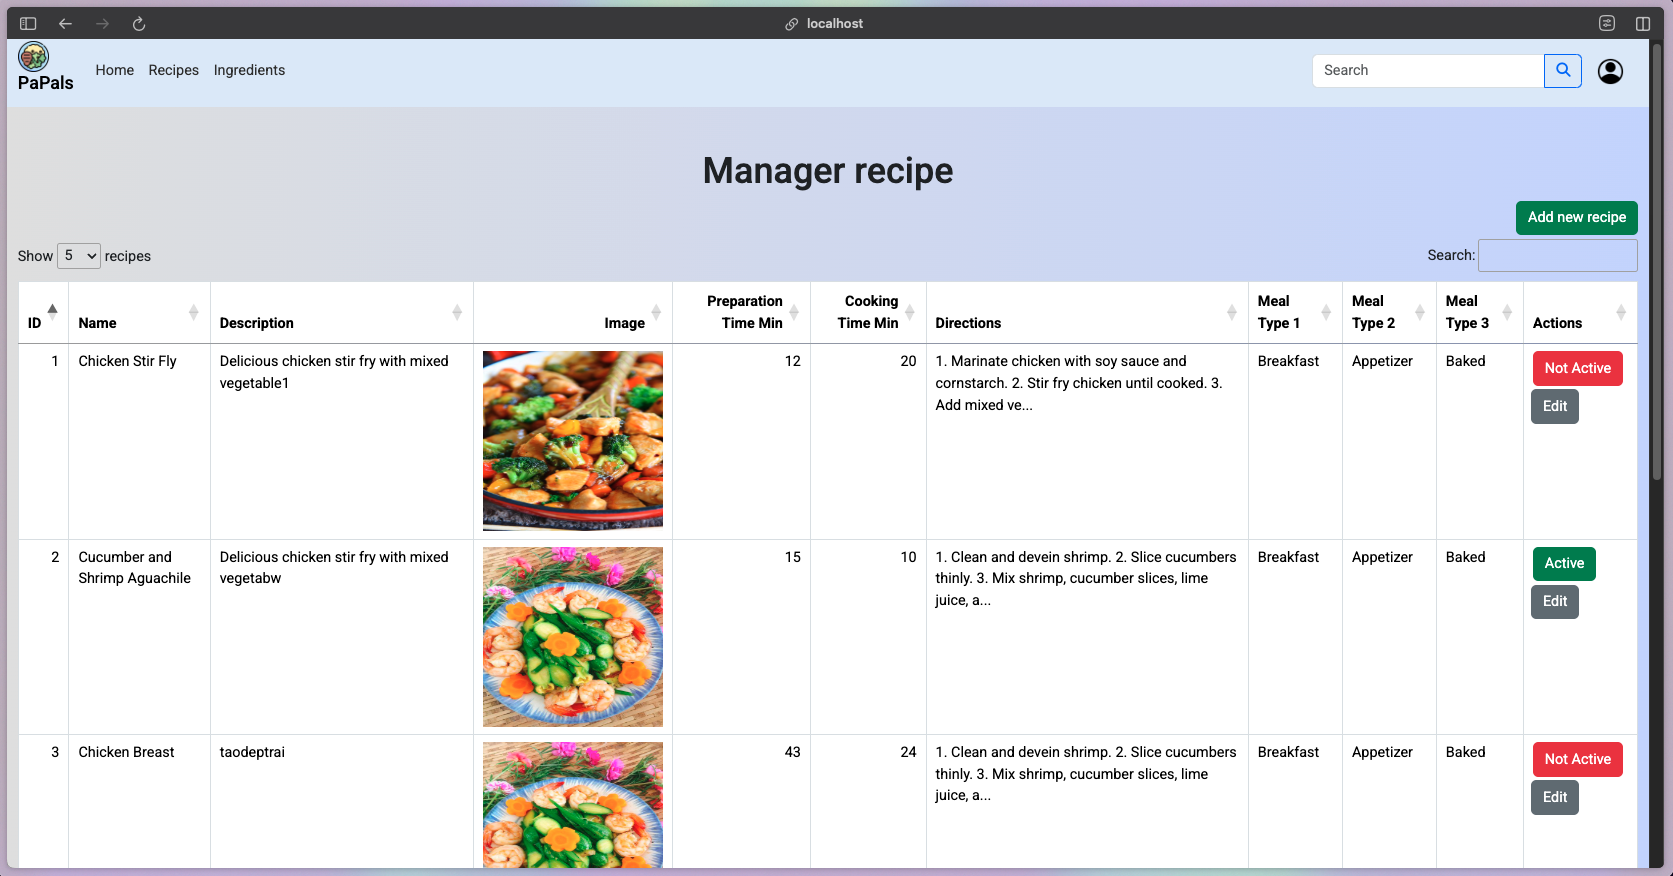 localhost
PaPals
Home Recipes Ingredients
Search
Manager recipe
Add new recipe
Show 5 recipes
Search:
ID Name Description Image Preparation Time Min Cooking Time Min Directions Meal Type 1 Meal Type 2 Meal Type 3 Actions
1 Chicken Stir Fly Delicious chicken stir fry with mixed 12 20 1. Marinate chicken with soy sauce and Breakfast Appetizer Baked Not Active
vegetable1 cornstarch. 2. Stir fry chicken until cooked. 3.
Add mixed ve... Edit
2 Cucumber and Delicious chicken stir fry with mixed 15 10 1. Clean and devein shrimp. 2. Slice cucumbers Breakfast Appetizer Baked Active
Shrimp Aguachile vegetabw thinly. 3. Mix shrimp, cucumber slices, lime
juice, a... Edit
3 Chicken Breast taodeptrai 43 24 1. Clean and devein shrimp. 2. Slice cucumbers Breakfast Appetizer Baked Not Active
thinly. 3. Mix shrimp, cucumber slices, lime
juice, a... Edit